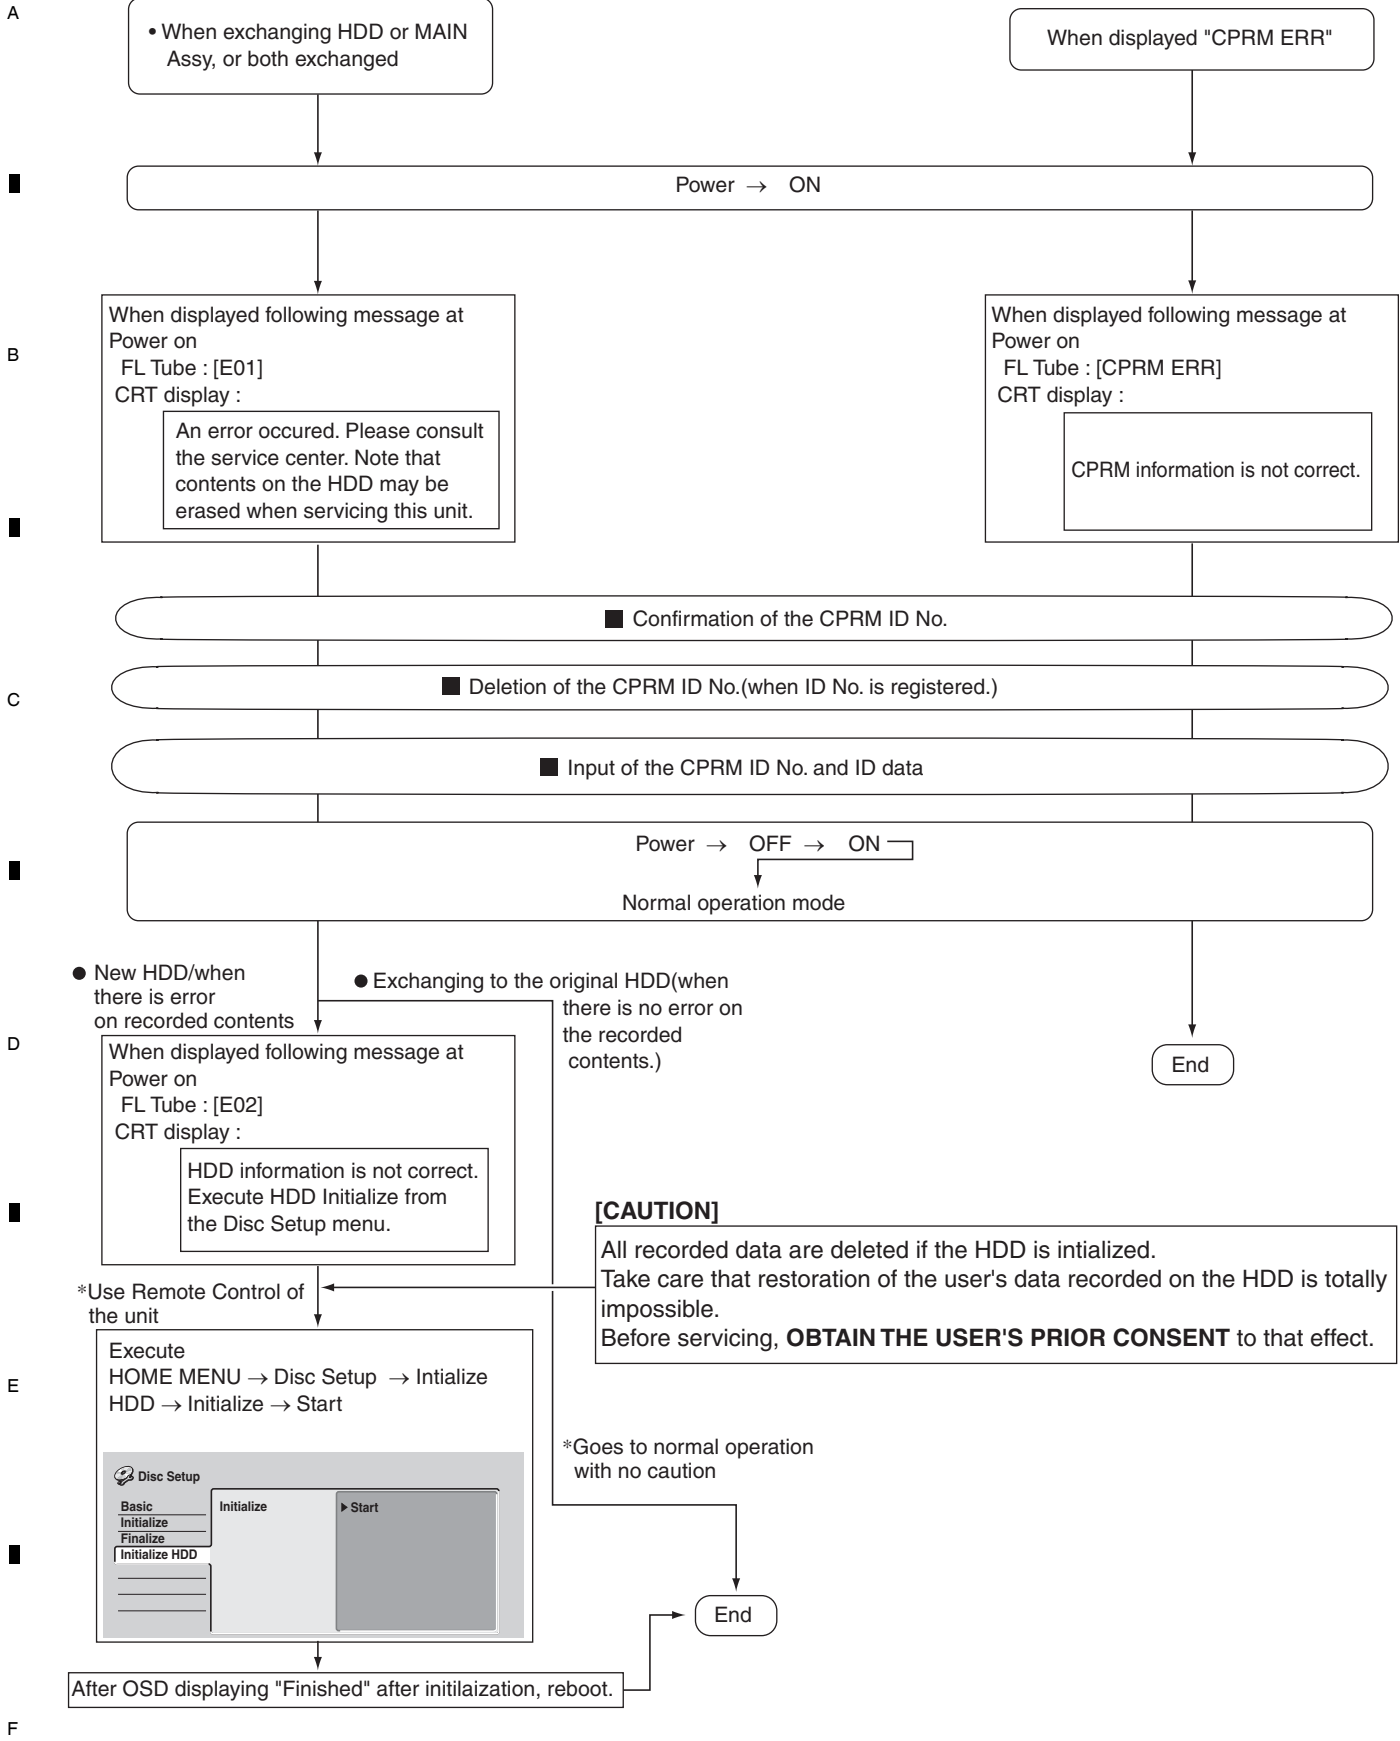 A
• When exchanging HDD or MAIN
Assy, or both exchanged
When displayed "CPRM ERR"
Power → ON
B
When displayed following message at
Power on
FL Tube : [E01]
CRT display :
An error occured. Please consult
the service center. Note that
contents on the HDD may be
erased when servicing this unit.
When displayed following message at
Power on
FL Tube : [CPRM ERR]
CRT display :
CPRM information is not correct.
■ Confirmation of the CPRM ID No.
C
■ Deletion of the CPRM ID No.(when ID No. is registered.)
■ Input of the CPRM ID No. and ID data
Power → OFF → ON
Normal operation mode
● New HDD/when
there is error
on recorded contents
● Exchanging to the original HDD(when
there is no error on
the recorded
contents.)
D
When displayed following message at
Power on
FL Tube : [E02]
CRT display :
HDD information is not correct.
Execute HDD Initialize from
the Disc Setup menu.
End
[CAUTION]
All recorded data are deleted if the HDD is intialized.
Take care that restoration of the user's data recorded on the HDD is totally
impossible.
Before servicing, OBTAIN THE USER'S PRIOR CONSENT to that effect.
*Use Remote Control of
the unit
E
Execute
HOME MENU → Disc Setup → Intialize
HDD → Initialize → Start
*Goes to normal operation
with no caution
Disc Setup
Basic
Initialize
Finalize
Initialize HDD
Initialize
Start
End
After OSD displaying "Finished" after initilaization, reboot.
F